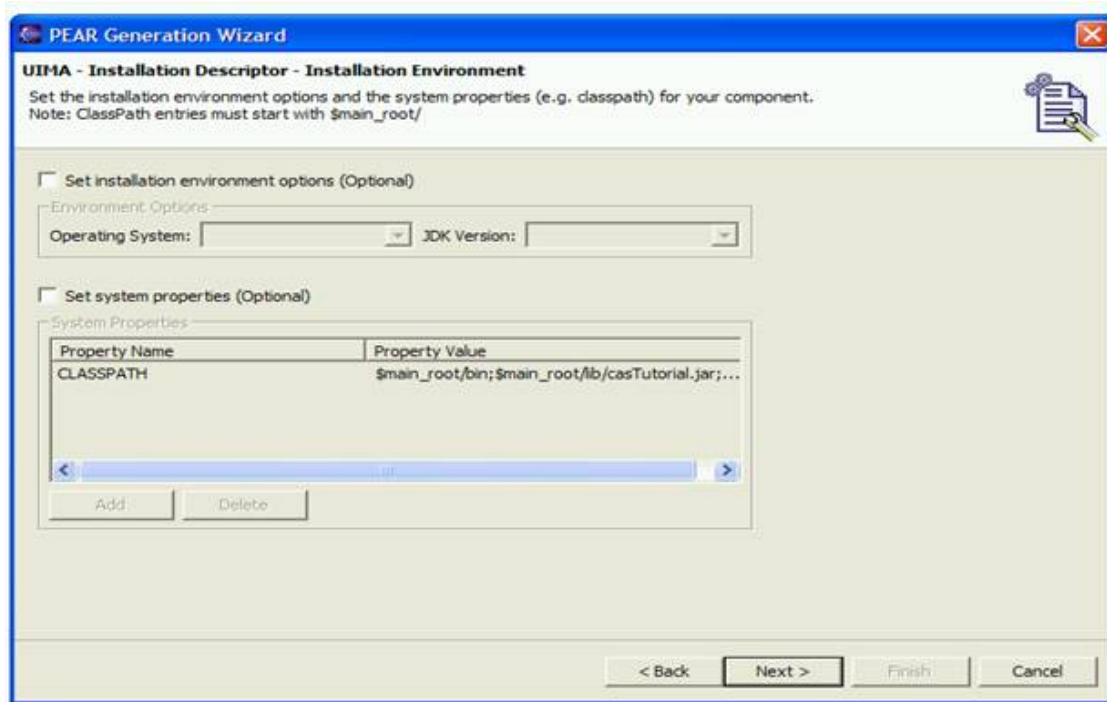 PEAR Generation Wizard
UIMA - Installation Descriptor - Installation Environment
Set the installation environment options and the system properties (e.g. classpath) for your component.
Note: ClassPath entries must start with $main_root/
Set installation environment options (Optional)
Environment Options
Operating System: JDK Version:
Set system properties (Optional)
System Properties
Property Name Property Value
CLASSPATH $main_root/bin;$main_root/lib/casTutorial.jar;...
Add Delete
< Back Next > Finish Cancel